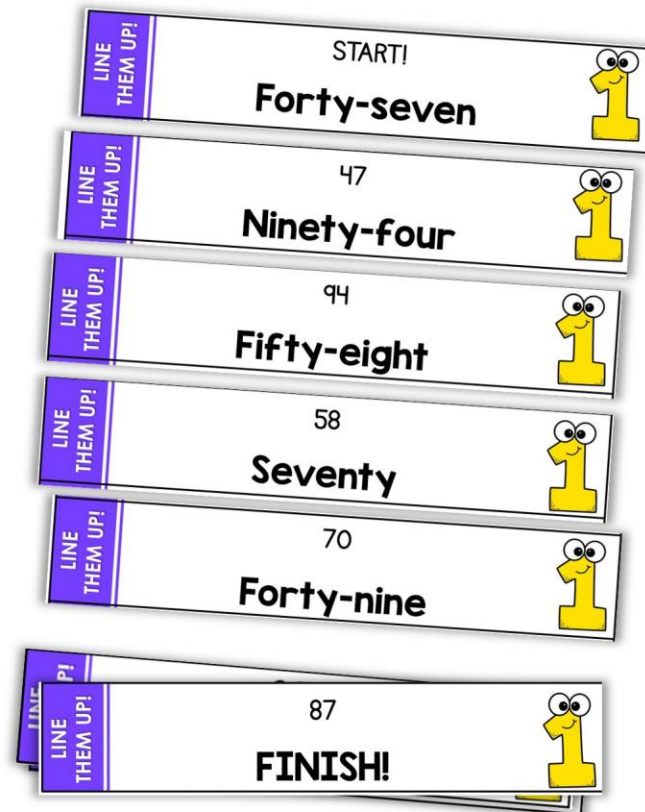 LINE
THEM UP!
START!
Forty-seven
LINE
THEM UP!
47
Ninety-four
LINE
THEM UP!
94
Fifty-eight
LINE
THEM UP!
58
Seventy
LINE
THEM UP!
70
Forty-nine
LINE
THEM UP!
87
FINISH!